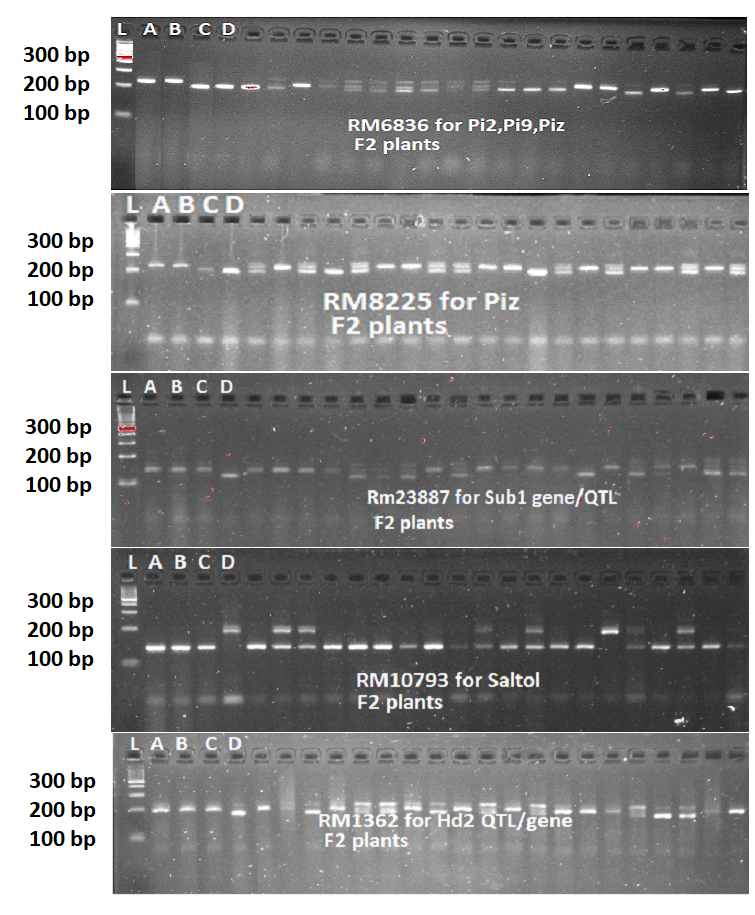 L A B C D
300 bp
200 bp
100 bp
RM6836 for Pi2,Pi9,Piz
F2 plants
L A B C D
300 bp
200 bp
100 bp
RM8225 for Piz
F2 plants
L A B C D
300 bp
200 bp
100 bp
Rm23887 for Sub1 gene/QTL
F2 plants
L A B C D
300 bp
200 bp
100 bp
RM10793 for Saltol
F2 plants
L A B C D
300 bp
200 bp
100 bp
RM1362 for Hd2 QTL/gene
F2 plants